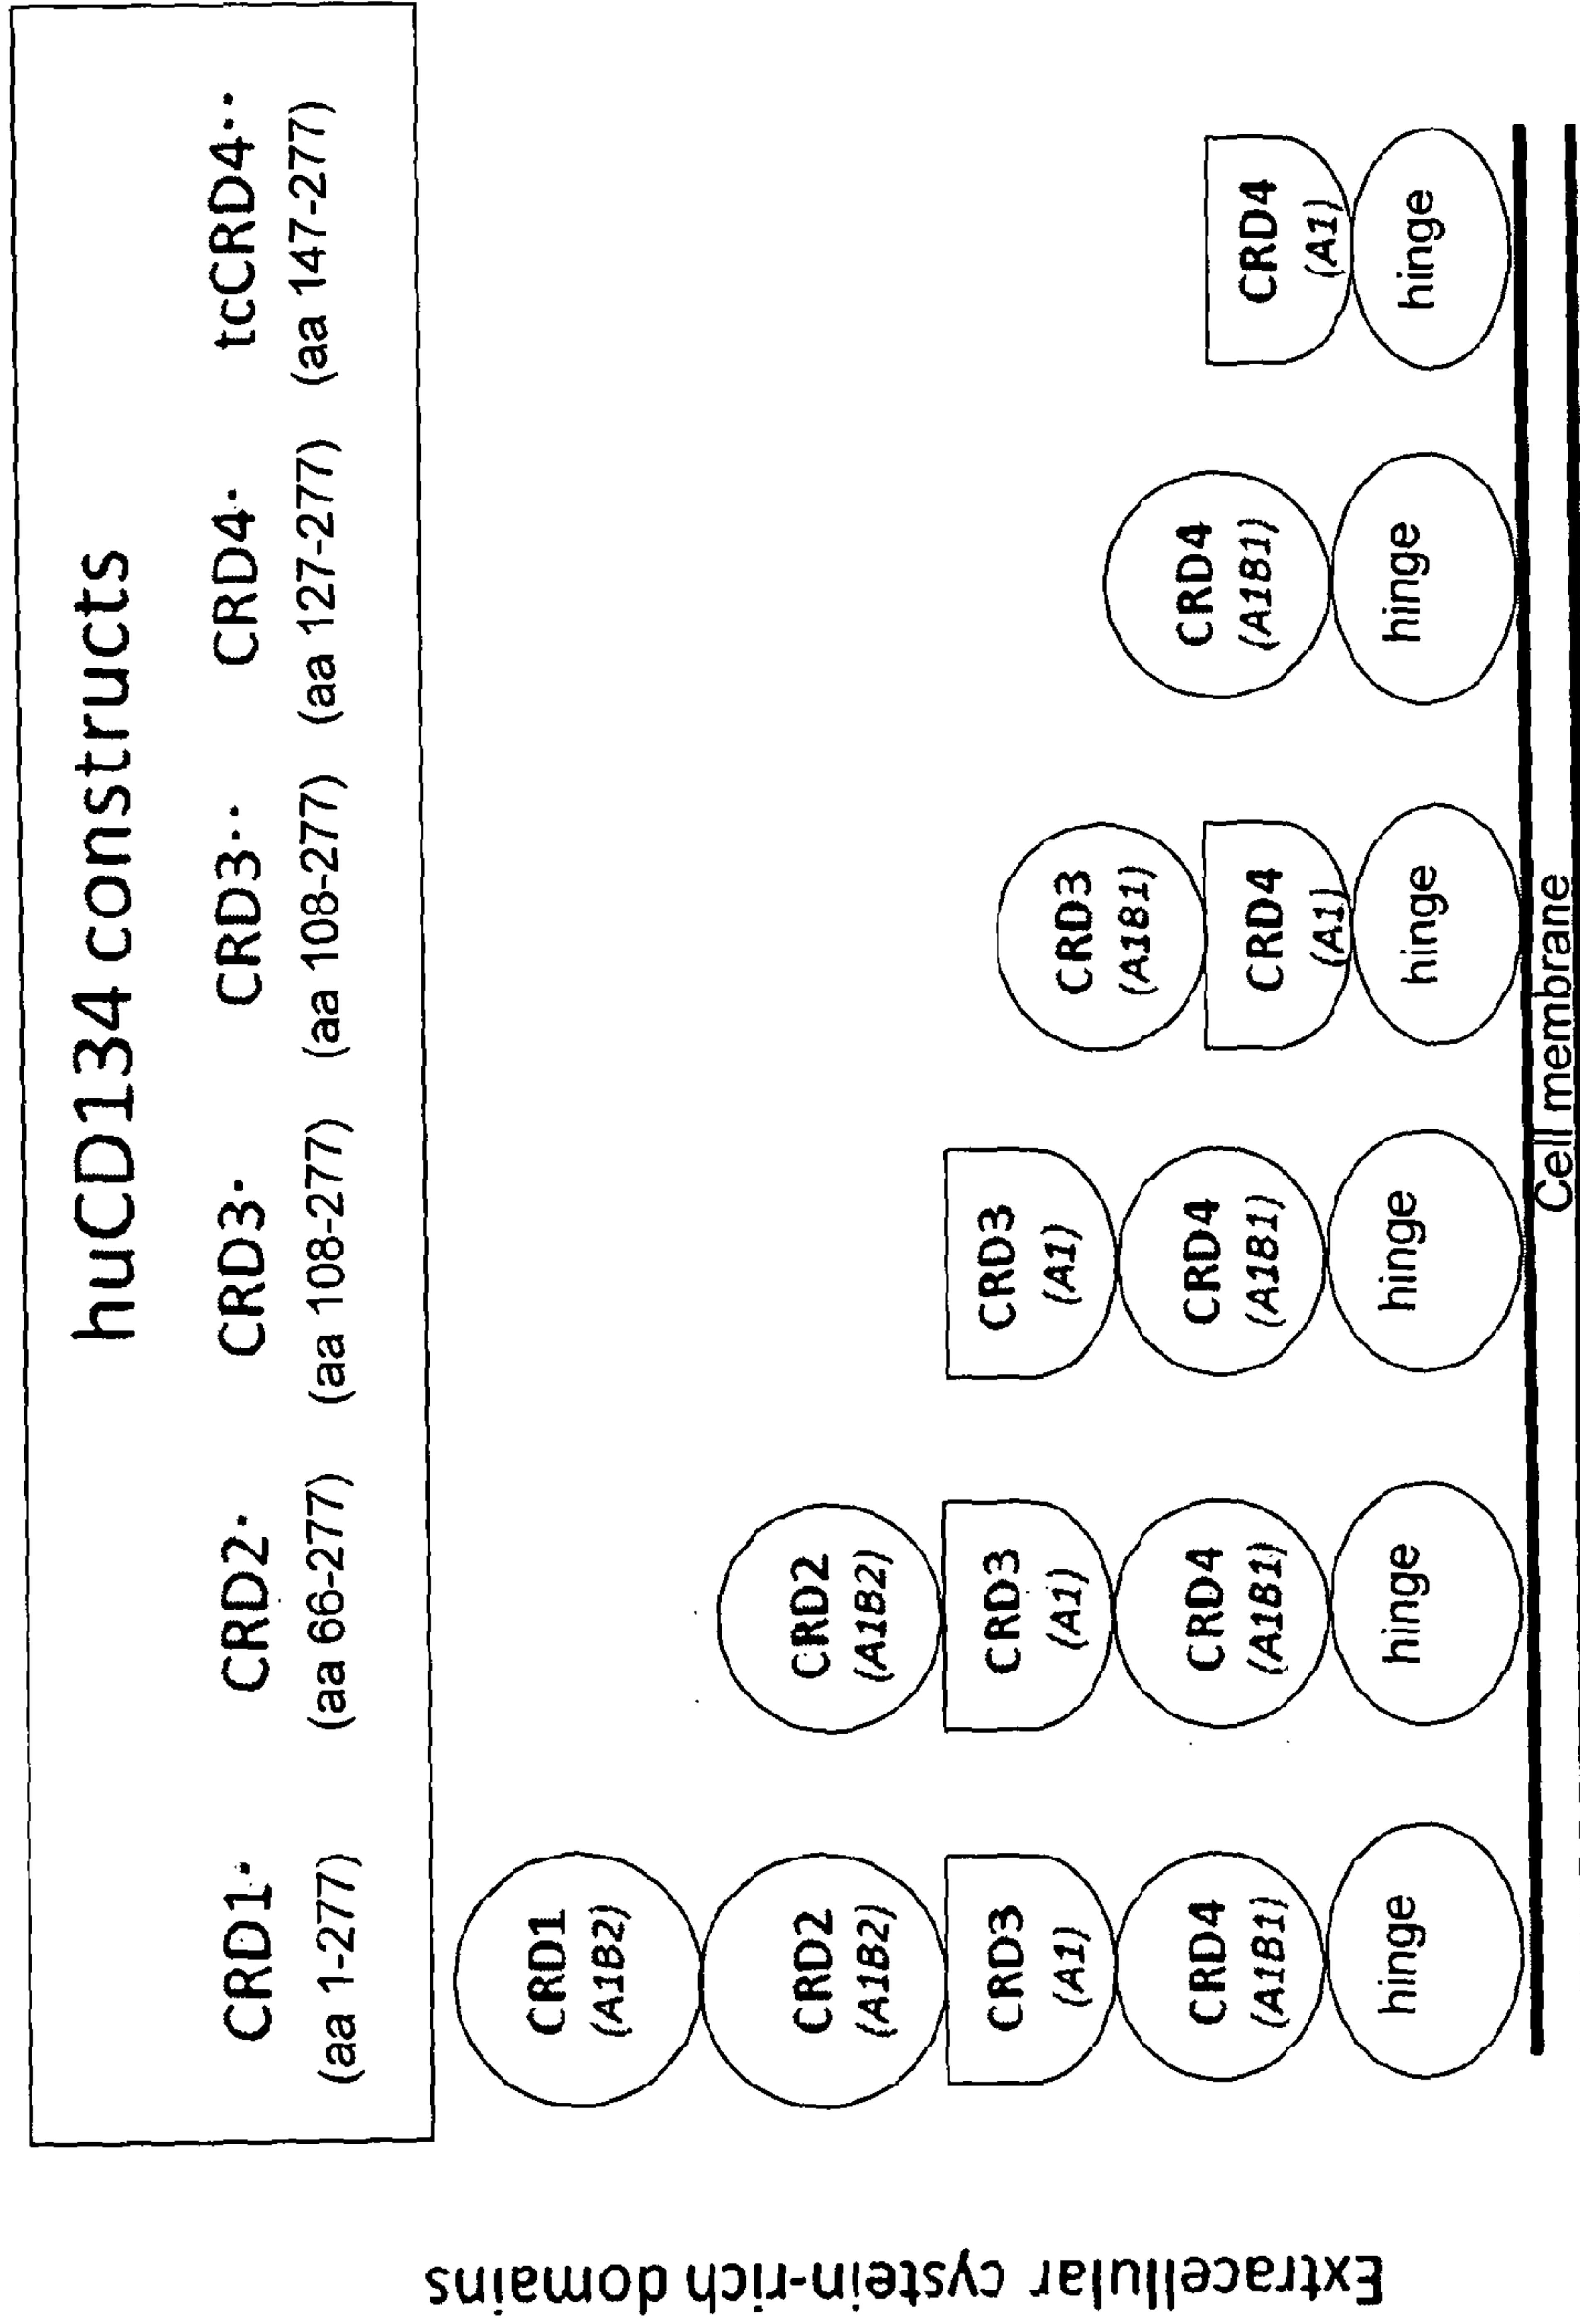 huCD134 constructs
CRD1• CRD2• CRD3• CRD3•• CRD4• tcCRD4••
(aa 1-277) (aa 66-277) (aa 108-277) (aa 108-277) (aa 127-277) (aa 147-277)
Extracellular cystein-rich domains
CRD1
(A1B2)
CRD2
(A1B2)
CRD3
(A1)
CRD4
(A1B1)
hinge
CRD2
(A1B2)
CRD3
(A1)
CRD4
(A1B1)
hinge
CRD3
(A1)
CRD4
(A1B1)
hinge
CRD3
(A1B1)
CRD4
(A1)
hinge
CRD4
(A1B1)
hinge
CRD4
(A1)
hinge
Cell membrane